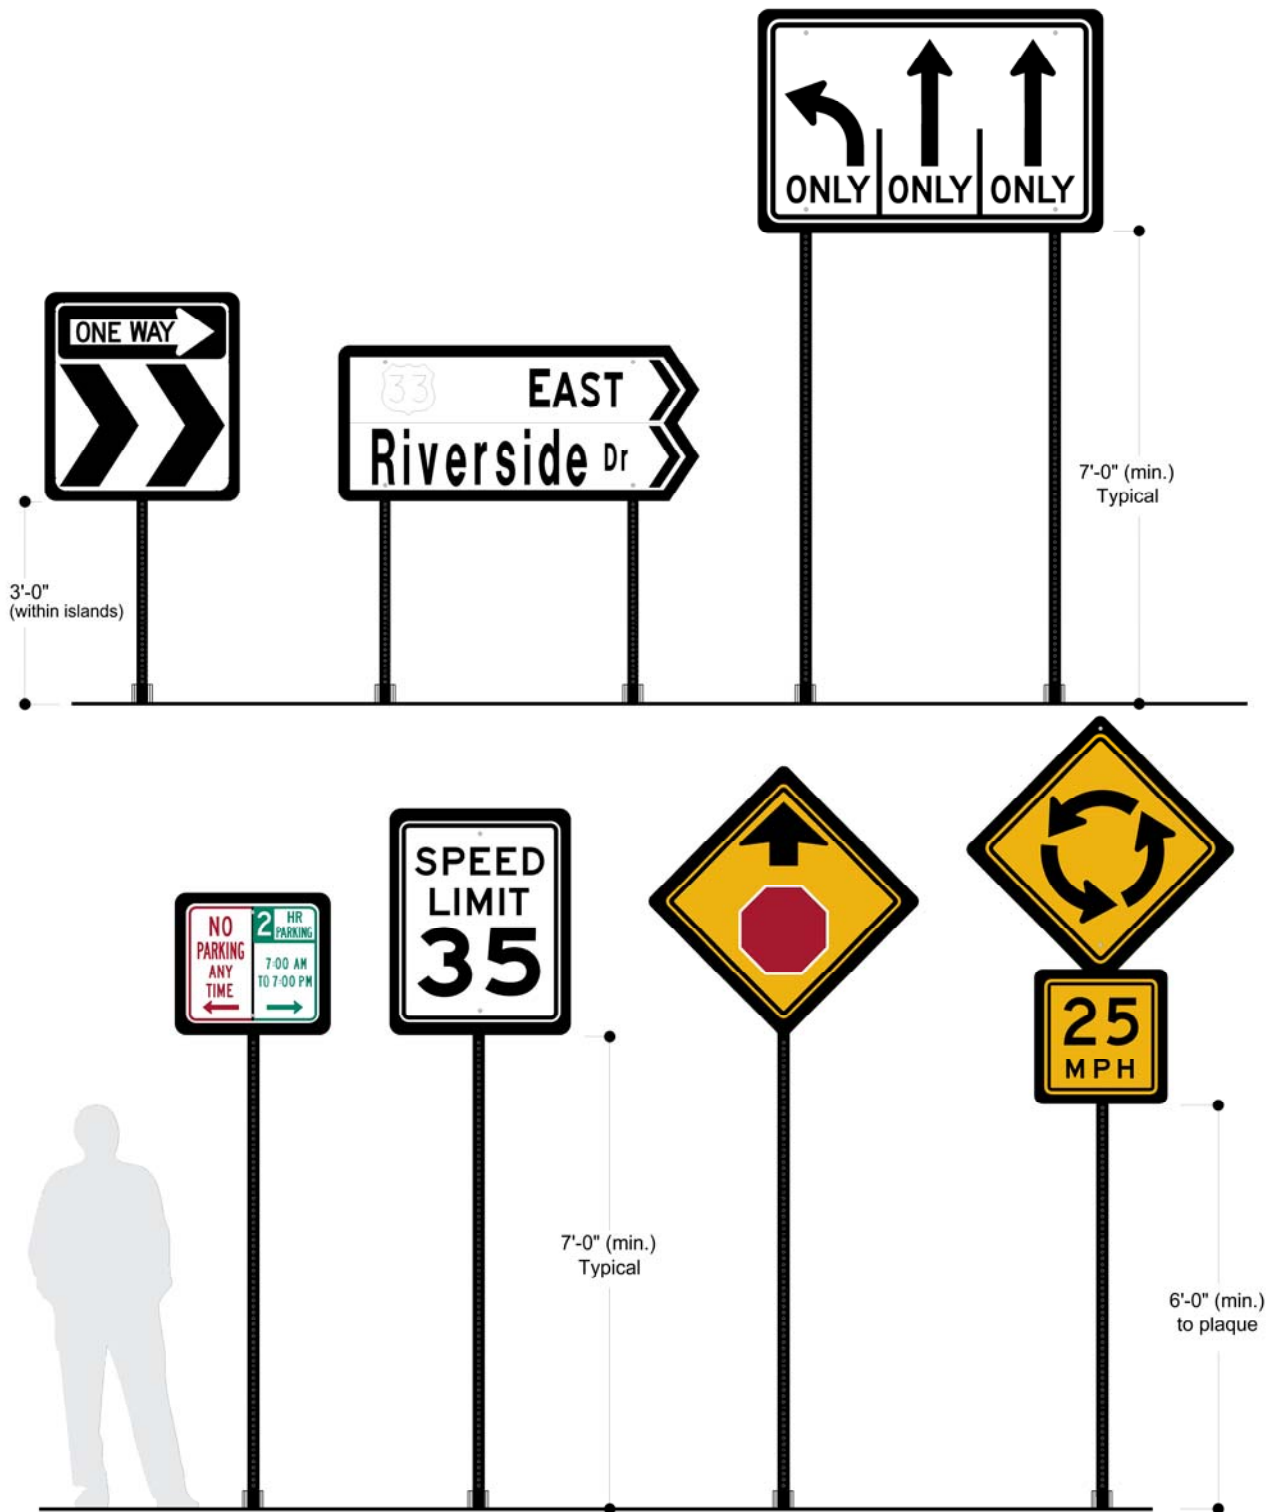 ONLY ONLY ONLY
ONE WAY
33 EAST
Riverside Dr
7'-0" (min.)
Typical
3'-0"
(within islands)
NO
PARKING
ANY
TIME
2 HR
PARKING
7:00 AM
TO 7:00 PM
SPEED
LIMIT
35
25
MPH
7'-0" (min.)
Typical
6'-0" (min.)
to plaque